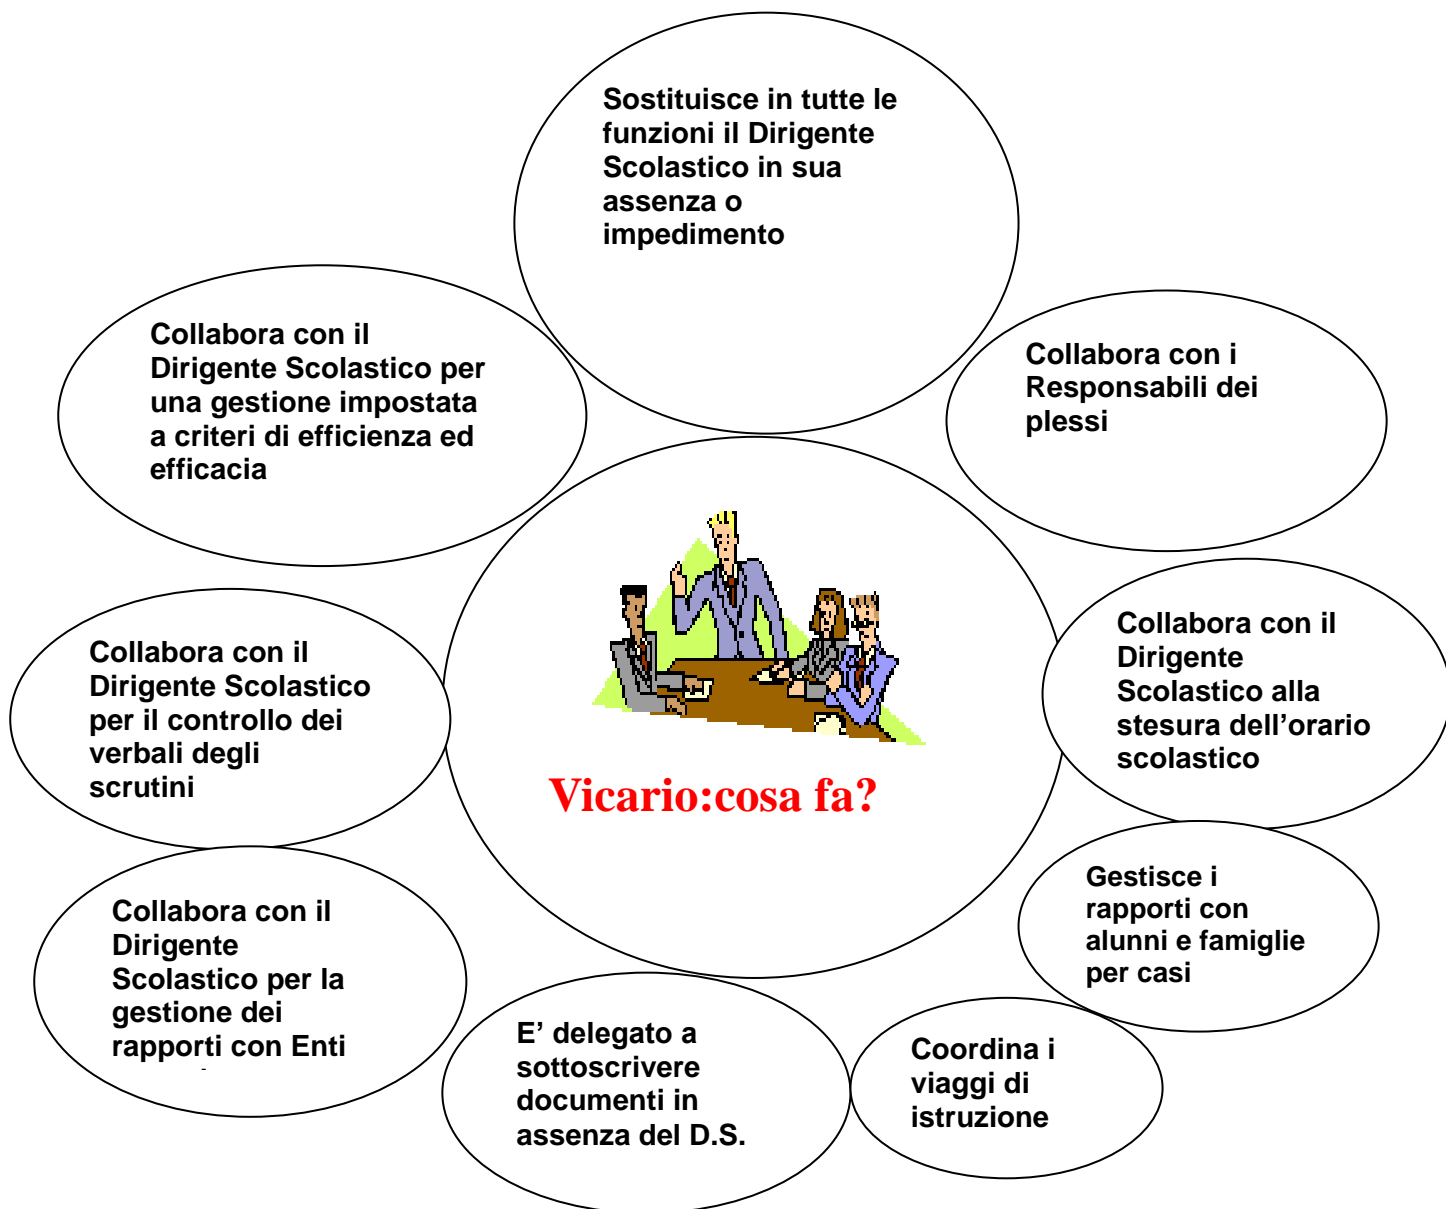 Sostituisce in tutte le
funzioni il Dirigente
Scolastico in sua
assenza o
impedimento
Collabora con il
Dirigente Scolastico per
una gestione impostata
a criteri di efficienza ed
efficacia
Collabora con i
Responsabili dei
plessi
Collabora con il
Dirigente Scolastico
per il controllo dei
verbali degli
scrutini
Vicario:cosa fa?
Collabora con il
Dirigente
Scolastico alla
stesura dell’orario
scolastico
Gestisce i
rapporti con
alunni e famiglie
per casi
Collabora con il
Dirigente
Scolastico per la
gestione dei
rapporti con Enti
E’ delegato a
sottoscrivere
documenti in
assenza del D.S.
Coordina i
viaggi di
istruzione